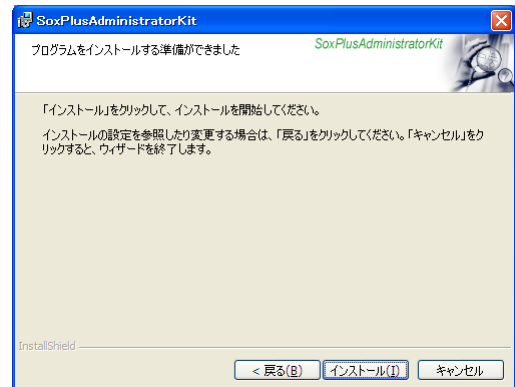 SoxPlusAdministratorKit
プログラムをインストールする準備ができました
SoxPlusAdministratorKit
「インストール」をクリックして、インストールを開始してください。
インストールの設定を参照したり変更する場合は、「戻る」をクリックしてください。「キャンセル」をク
リックすると、ウィザードを終了します。
InstallShield
< 戻る(B)
インストール(I)
キャンセル